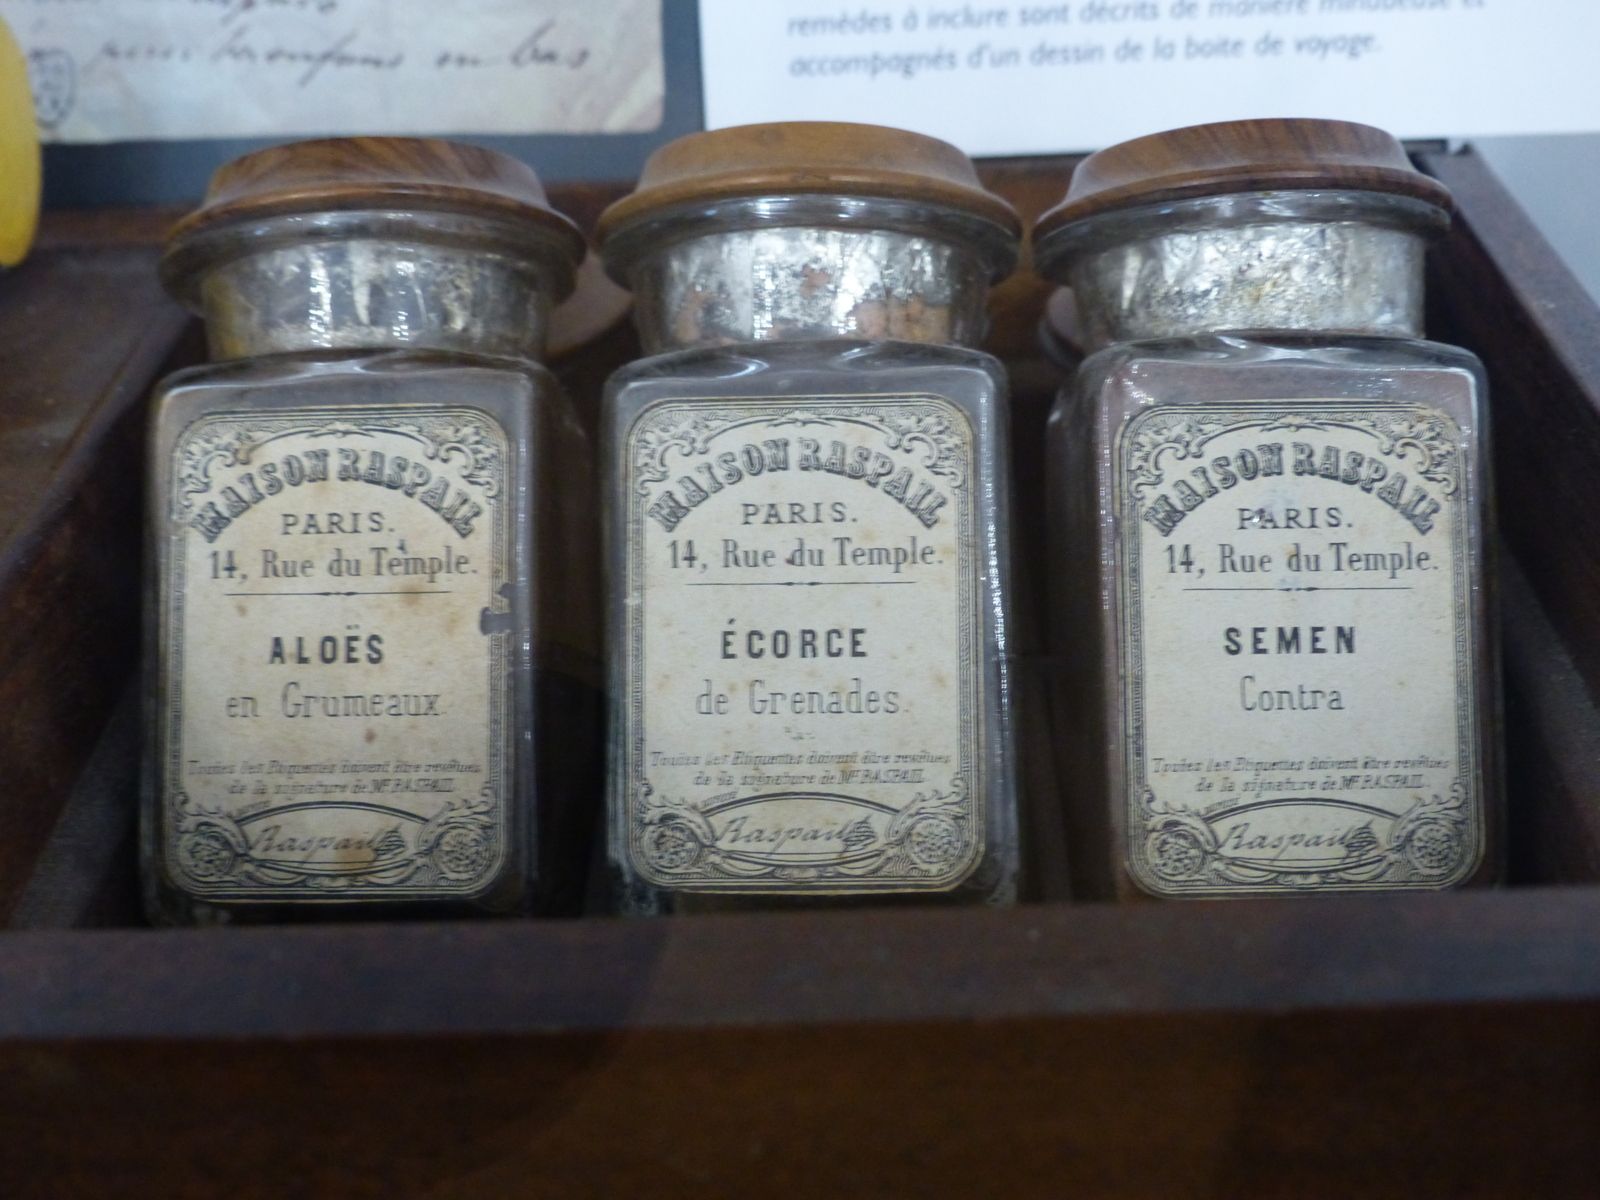 remèdes à inclure sont décrits de manière minutieuse et
accompagnés d'un dessin de la boite de voyage.
MAISON RASPAIL
PARIS.
14, Rue du Temple.
ALOËS
en Grumeaux
Toutes les Etiquettes doivent être revêtues
de la signature de Mr RASPAIL
Raspail
MAISON RASPAIL
PARIS.
14, Rue du Temple.
ÉCORCE
de Grenades.
Toutes les Etiquettes doivent être revêtues
de la signature de Mr RASPAIL
Raspail
MAISON RASPAIL
PARIS.
14, Rue du Temple.
SEMEN
Contra
Toutes les Etiquettes doivent être revêtues
de la signature de Mr RASPAIL.
Raspail